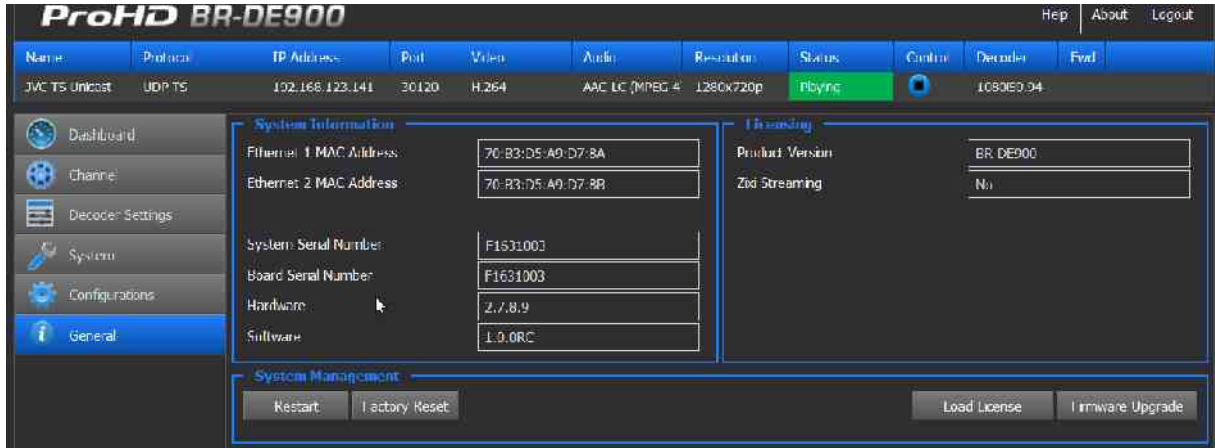 ProHD BR-DE900
Help About Logout
Name Protocol IP Address Port Video Audio Resolution Status Control Decoder Fwd
JVC TS Unicast UDP TS 192.168.123.141 30120 H.264 AAC LC (MPEG 4 1280x720p Playing
Dashboard
Channel
Decoder Settings
System
Configurations
General
System Information
Ethernet 1 MAC Address 70:B3:D5:A9:D7:8A
Ethernet 2 MAC Address 70:B3:D5:A9:D7:8B
System Serial Number F1631003
Board Serial Number F1631003
Hardware 2.7.8.9
Software 1.0.0RC
Licensing
Product Version BR DE900
Zixi Streaming No
System Management
Restart Factory Reset Load License Firmware Upgrade